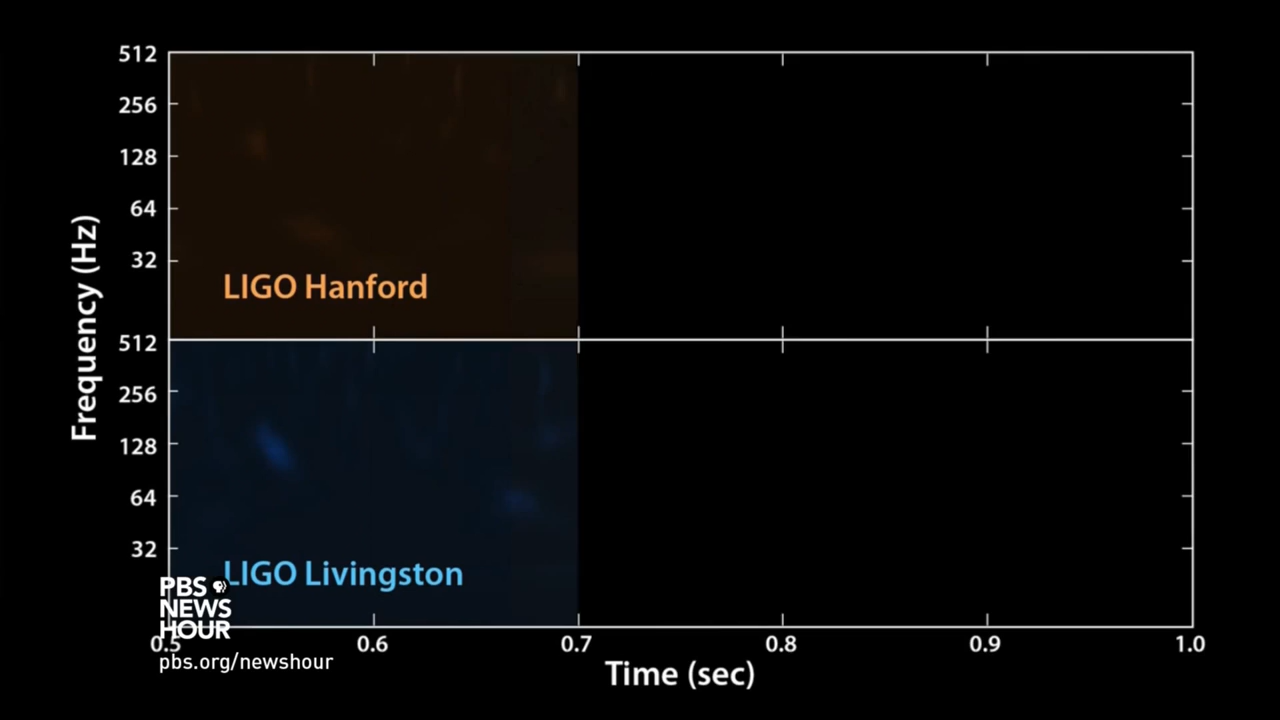 512
256
128
64
32
LIGO Hanford
Frequency (Hz)
512
256
128
64
32
LIGO Livingston
PBS
NEWS
HOUR
0.5 0.6 0.7 0.8 0.9 1.0
pbs.org/newshour
Time (sec)